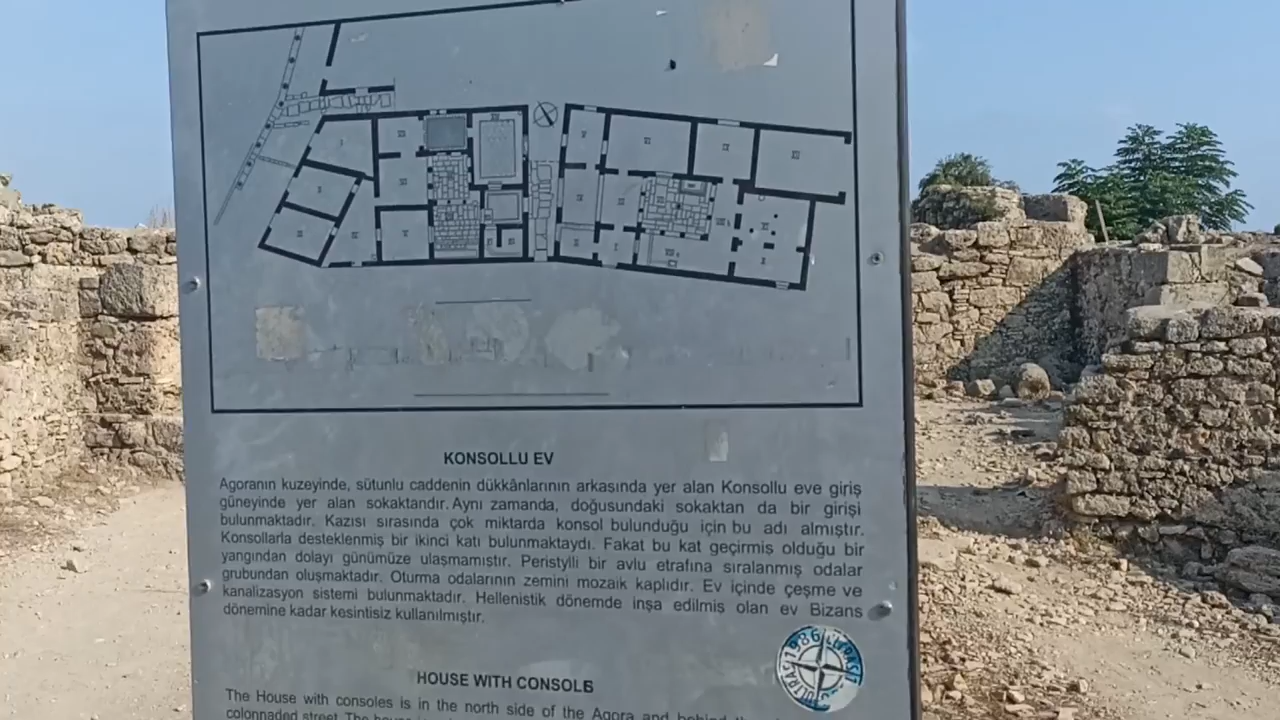 KONSOLLU EV
Agoranın kuzeyinde, sütunlu caddenin dükkânlarının arkasında yer alan Konsollu eve giriş
güneyinde yer alan sokaktandır. Aynı zamanda, doğusundaki sokaktan da bir girişi
bulunmaktadır. Kazısı sırasında çok miktarda konsol bulunduğu için bu adı almıştır.
Konsollarla desteklenmiş bir ikinci katı bulunmaktaydı. Fakat bu kat geçirmiş olduğu bir
yangından dolayı günümüze ulaşmamıştır. Peristylli bir avlu etrafına sıralanmış odalar
grubundan oluşmaktadır. Oturma odalarının zemini mozaik kaplıdır. Ev içinde çeşme ve
kanalizasyon sistemi bulunmaktadır. Hellenistik dönemde inşa edilmiş olan ev Bizans
dönemine kadar kesintisiz kullanılmıştır.
1986
HOUSE WITH CONSOLE
The House with consoles is in the north side of the Agora and behind
colonnaded street. The